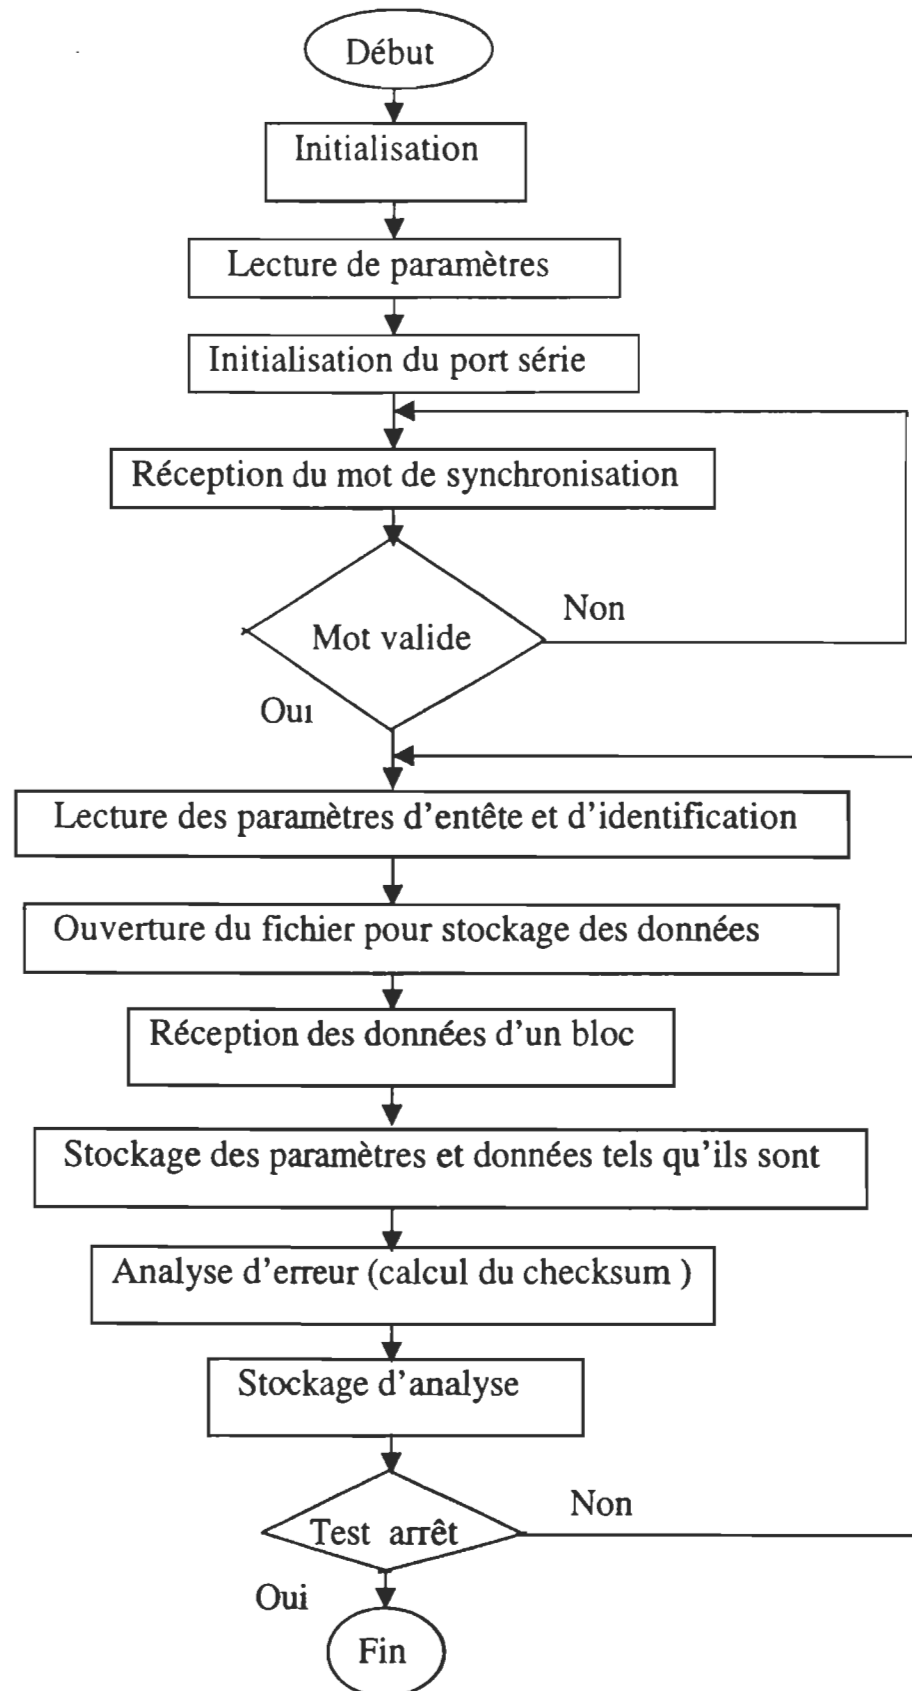 Début
Initialisation
Lecture de paramètres
Initialisation du port série
Réception du mot de synchronisation
Mot valide
Non
Oui
Lecture des paramètres d'entête et d'identification
Ouverture du fichier pour stockage des données
Réception des données d'un bloc
Stockage des paramètres et données tels qu'ils sont
Analyse d'erreur (calcul du checksum )
Stockage d'analyse
Test arrêt
Non
Oui
Fin